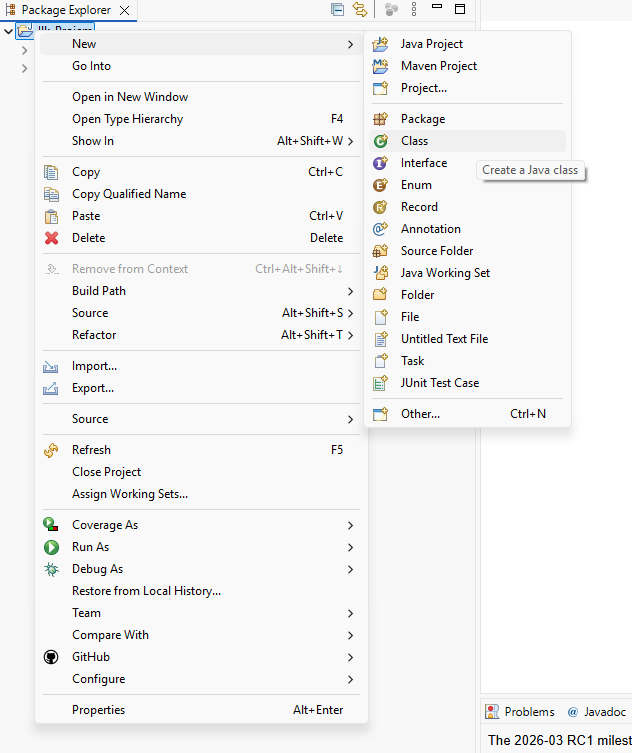 Package Explorer
New
Go Into
Open in New Window
Open Type Hierarchy F4
Show In Alt+Shift+W
Copy Ctrl+C
Copy Qualified Name
Paste Ctrl+V
Delete Delete
Remove from Context Ctrl+Alt+Shift+↓
Build Path
Source Alt+Shift+S
Refactor Alt+Shift+T
Import...
Export...
Source
Refresh F5
Close Project
Assign Working Sets...
Coverage As
Run As
Debug As
Restore from Local History...
Team
Compare With
GitHub
Configure
Properties Alt+Enter
Java Project
Maven Project
Project...
Package
Class
Interface
Create a Java class
Enum
Record
Annotation
Source Folder
Java Working Set
Folder
File
Untitled Text File
Task
JUnit Test Case
Other... Ctrl+N
Problems @ Javadoc
The 2026-03 RC1 milest